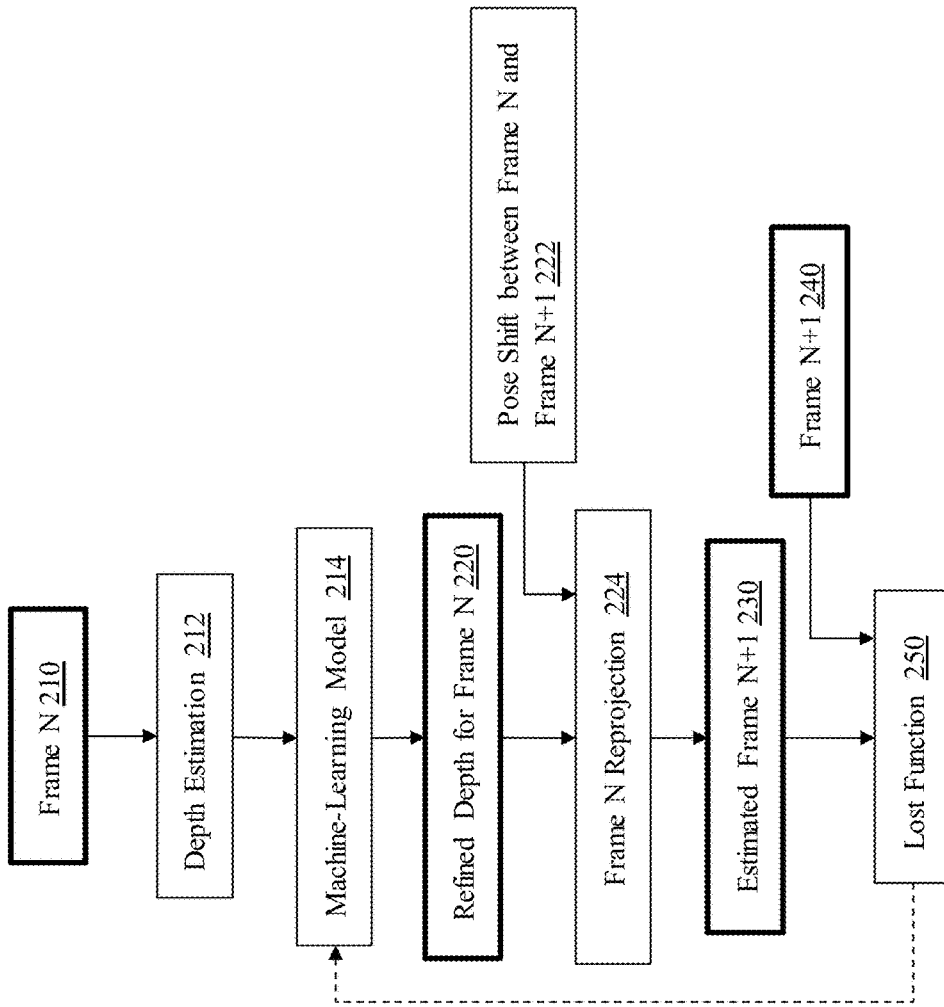 Frame N 210
Depth Estimation 212
Machine-Learning Model 214
Refined Depth for Frame N 220
Pose Shift between Frame N and
Frame N+1 222
Frame N Reprojection 224
Estimated Frame N+1 230
Frame N+1 240
Lost Function 250